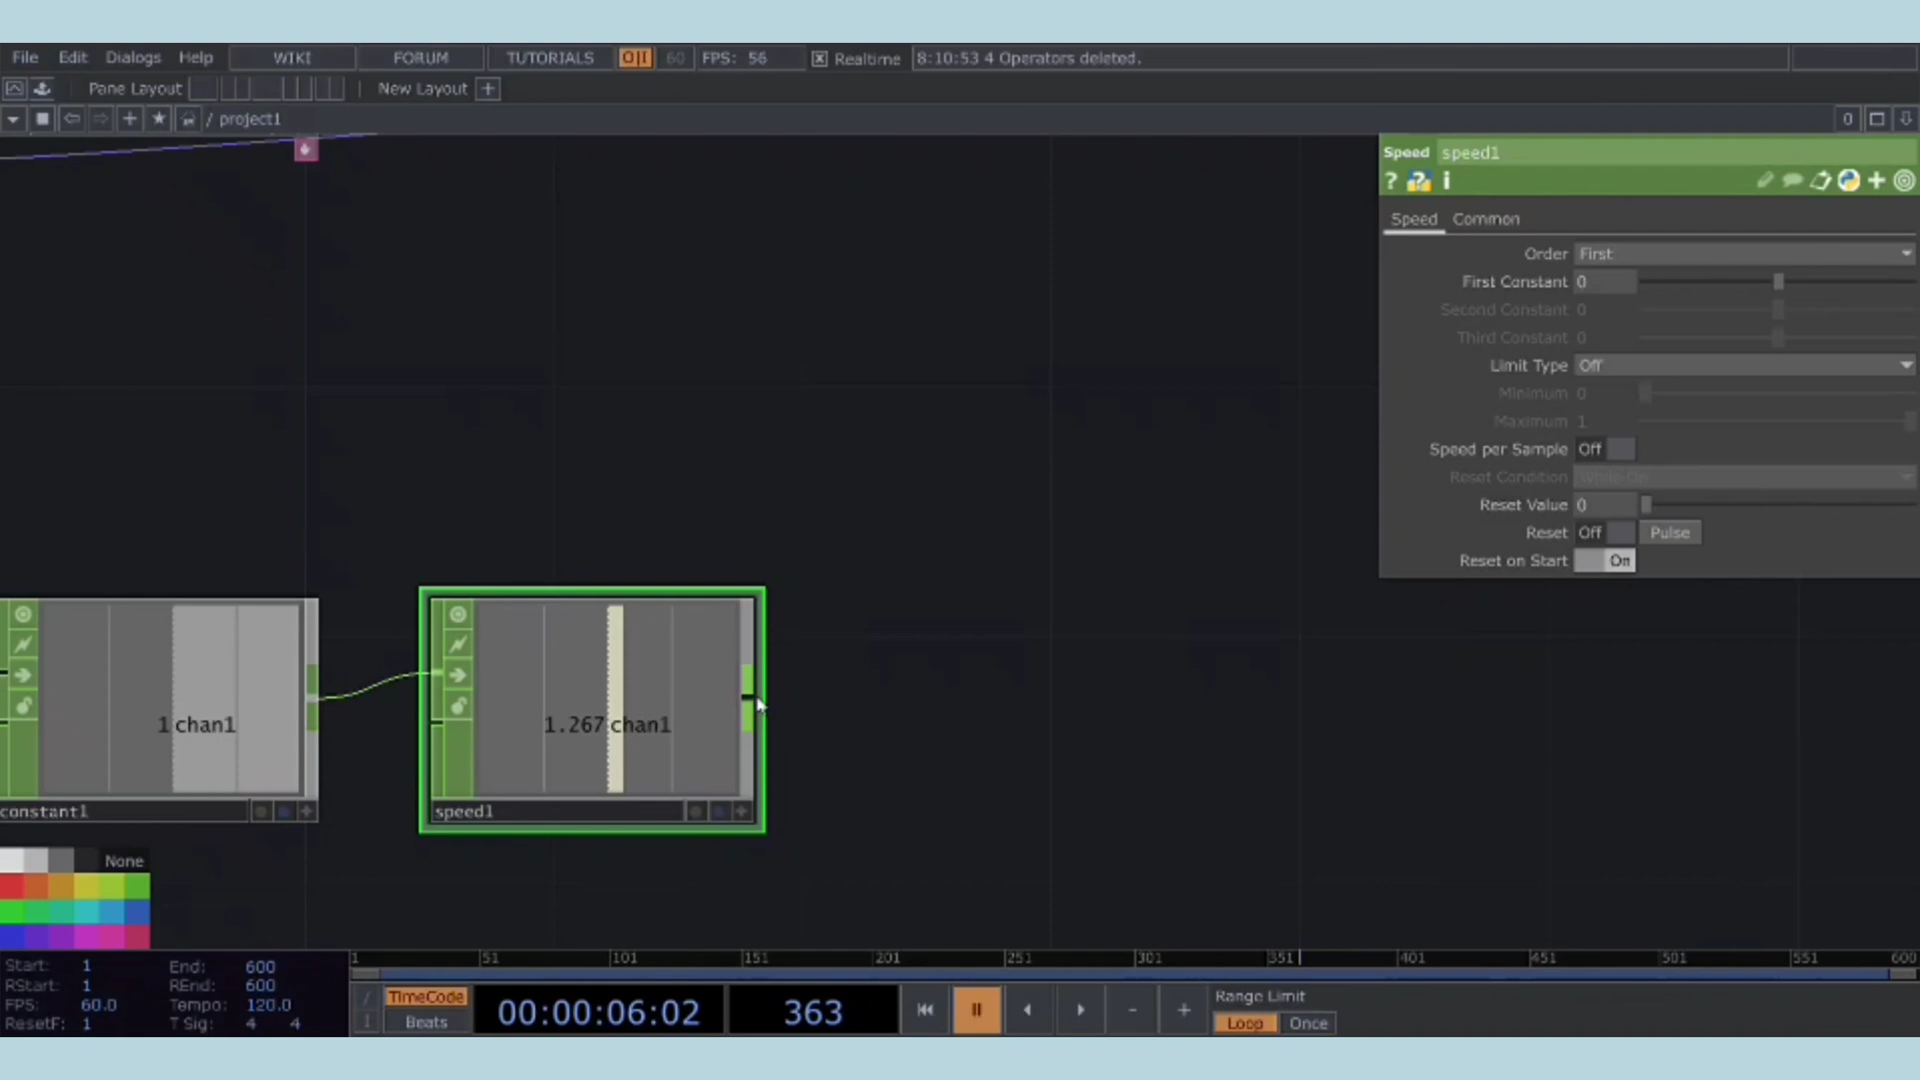 File Edit Dialogs Help WIKI FORUM TUTORIALS O|I 60 FPS: 56 Realtime 8:10:53 4 Operators deleted.
Pane Layout New Layout +
/ project1 0
Speed speed1
? ? i
Speed Common
Order First
First Constant 0
Second Constant 0
Third Constant 0
Limit Type Off
Minimum 0
Maximum 1
Speed per Sample Off
Reset Condition While On
Reset Value 0
Reset Off Pulse
Reset on Start On
1 chan1
1.267 chan1
constant1
speed1
None
1 51 101 151 201 251 301 351 401 451 501 551 600
Start: 1 End: 600
RStart: 1 REnd: 600
FPS: 60.0 Tempo: 120.0
ResetF: 1 T Sig: 4 4
TimeCode
Beats
00:00:06:02
363
Range Limit
Loop Once